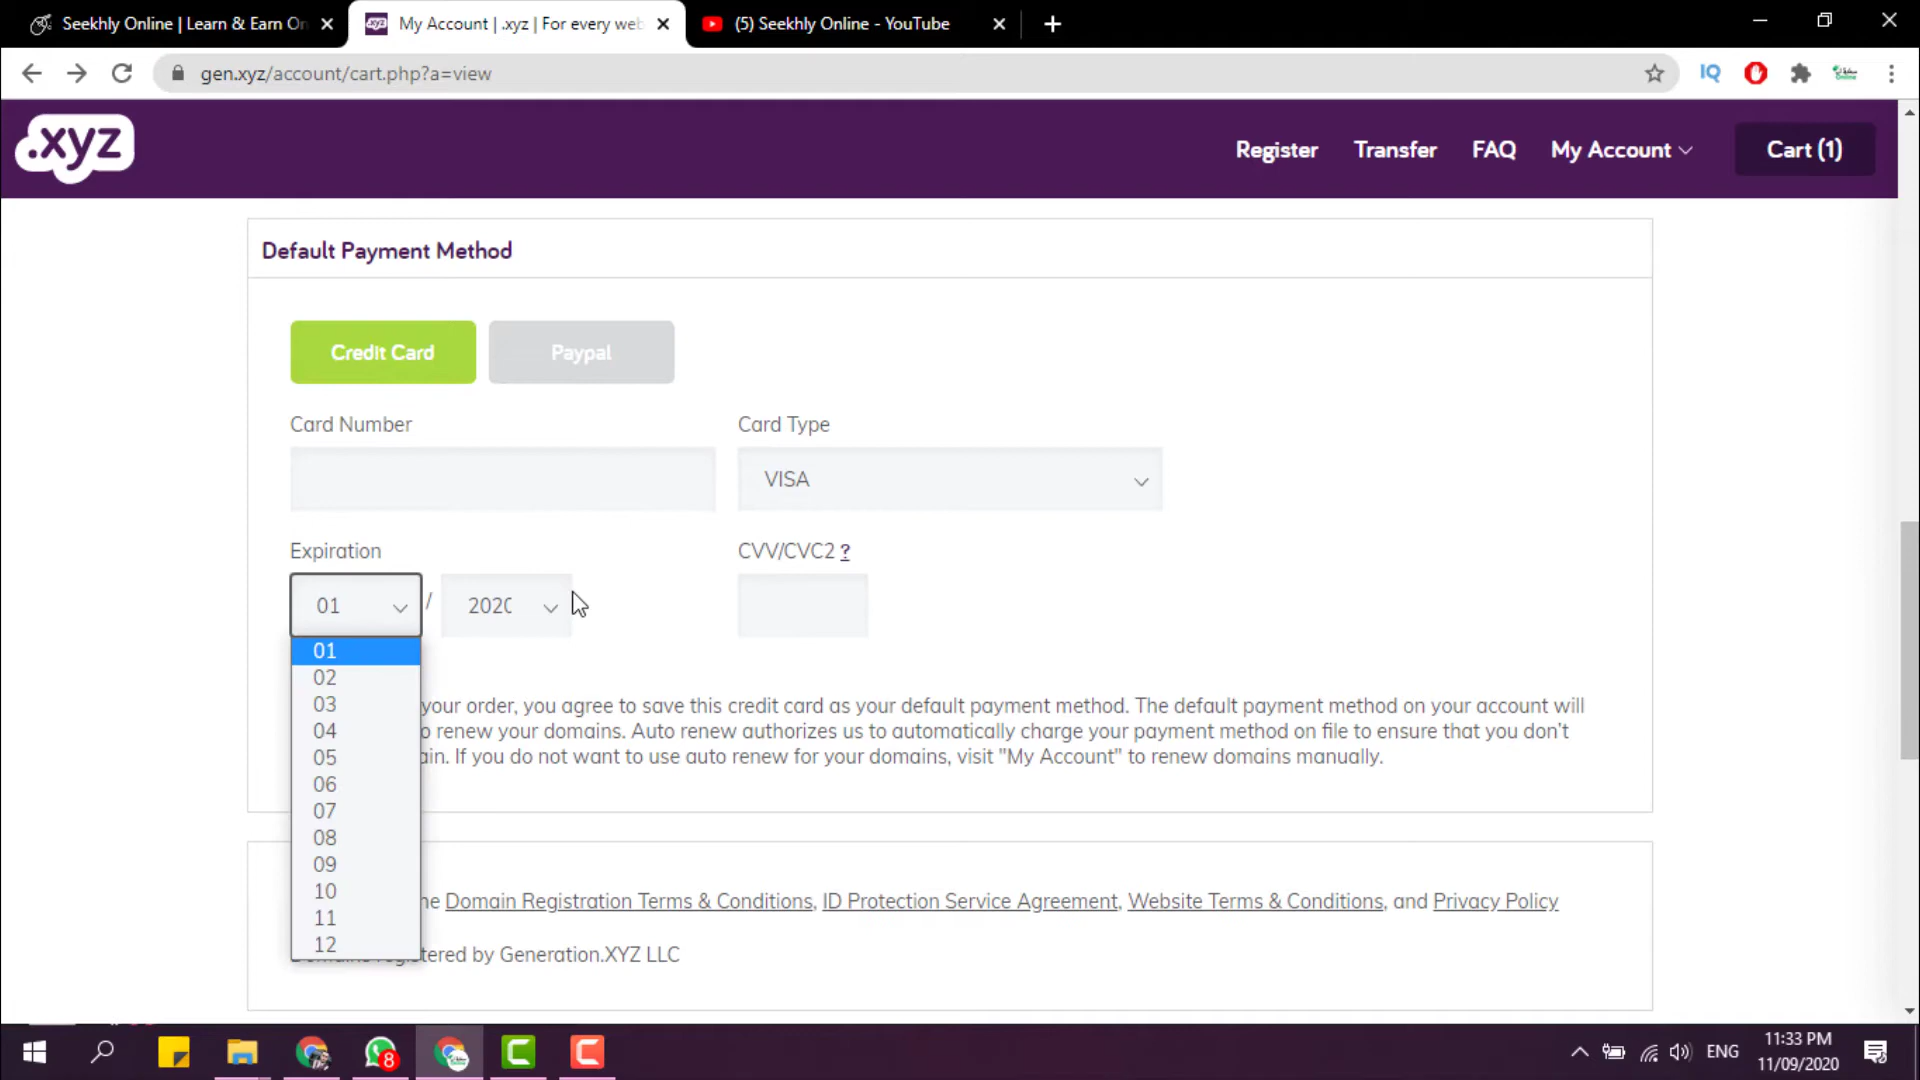 Seekhly Online | Learn & Earn On
My Account | .xyz | For every web
(5) Seekhly Online - YouTube
gen.xyz/account/cart.php?a=view
IQ
.xyz
Register
Transfer
FAQ
My Account
Cart (1)
Default Payment Method
Credit Card
Paypal
Card Number
Card Type
VISA
Expiration
CVV/CVC2 ?
01
/
2020
01
02
03
04
05
06
07
08
09
10
11
12
your order, you agree to save this credit card as your default payment method. The default payment method on your account will
o renew your domains. Auto renew authorizes us to automatically charge your payment method on file to ensure that you don't
ain. If you do not want to use auto renew for your domains, visit "My Account" to renew domains manually.
he Domain Registration Terms & Conditions, ID Protection Service Agreement, Website Terms & Conditions, and Privacy Policy
Domains registered by Generation.XYZ LLC
8
ENG
11:33 PM
11/09/2020